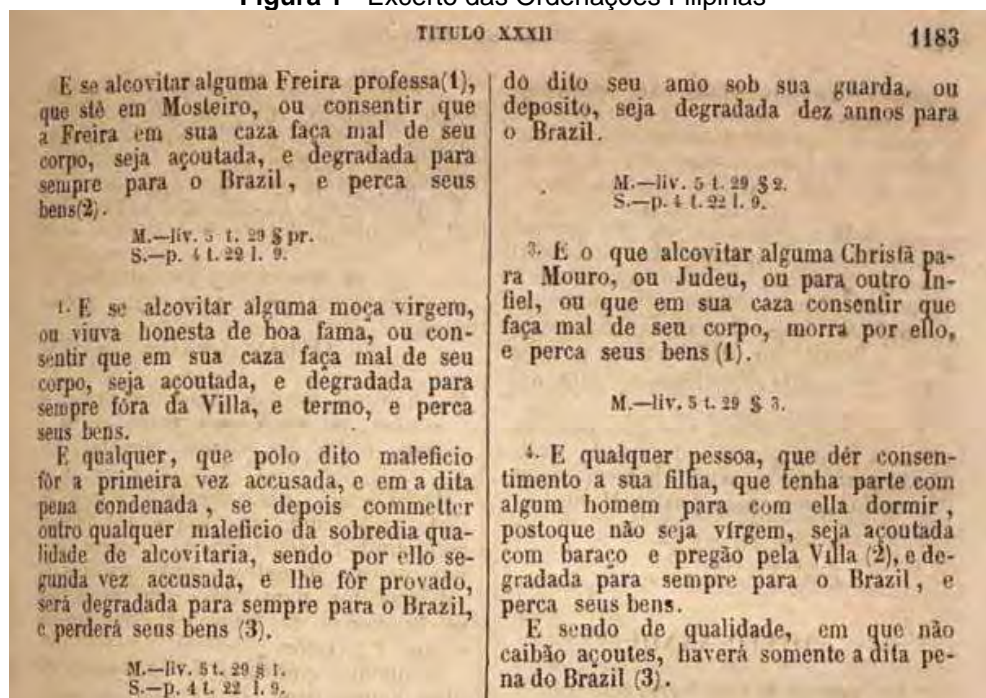 Figura 1 - Excerto das Ordenações Filipinas
TITULO XXXII
1183
E se alcovitar alguma Freira professa(1),
que stê em Mosteiro, ou consentir que
a Freira em sua caza faça mal de seu
corpo, seja açoutada, e degradada para
sempre para o Brazil, e perca seus
bens(2).
M.—liv. 5 t. 29 § pr.
S.—p. 4 t. 22 l. 9.
1. E se alcovitar alguma moça virgem,
ou viuva honesta de boa fama, ou con-
sentir que em sua caza faça mal de seu
corpo, seja açoutada, e degradada para
sempre fóra da Villa, e termo, e perca
seus bens.
E qualquer, que polo dito maleficio
fôr a primeira vez accusada, e em a dita
pena condenada, se depois commetter
outro qualquer maleficio da sobredia qua-
lidade de alcovitaria, sendo por ello se-
gunda vez accusada, e lhe fôr provado,
será degradada para sempre para o Brazil,
e perderá seus bens (3).
M.—liv. 5 t. 29 § 1.
S.—p. 4 t. 22 l. 9.
do dito seu amo sob sua guarda, ou
deposito, seja degradada dez annos para
o Brazil.
M.—liv. 5 t. 29 § 2.
S.—p. 4 t. 22 l. 9.
3. E o que alcovitar alguma Christã pa-
ra Mouro, ou Judeu, ou para outro In-
fiel, ou que em sua caza consentir que
faça mal de seu corpo, morra por ello,
e perca seus bens (1).
M.—liv. 5 t. 29 § 3.
4. E qualquer pessoa, que dér consen-
timento a sua filha, que tenha parte com
algum homem para com ella dormir,
postoque não seja vírgem, seja açoutada
com baraço e pregão pela Villa (2), e de-
gradada para sempre para o Brazil, e
perca seus bens.
E sendo de qualidade, em que não
caibão açoutes, haverá somente a dita pe-
na do Brazil (3).